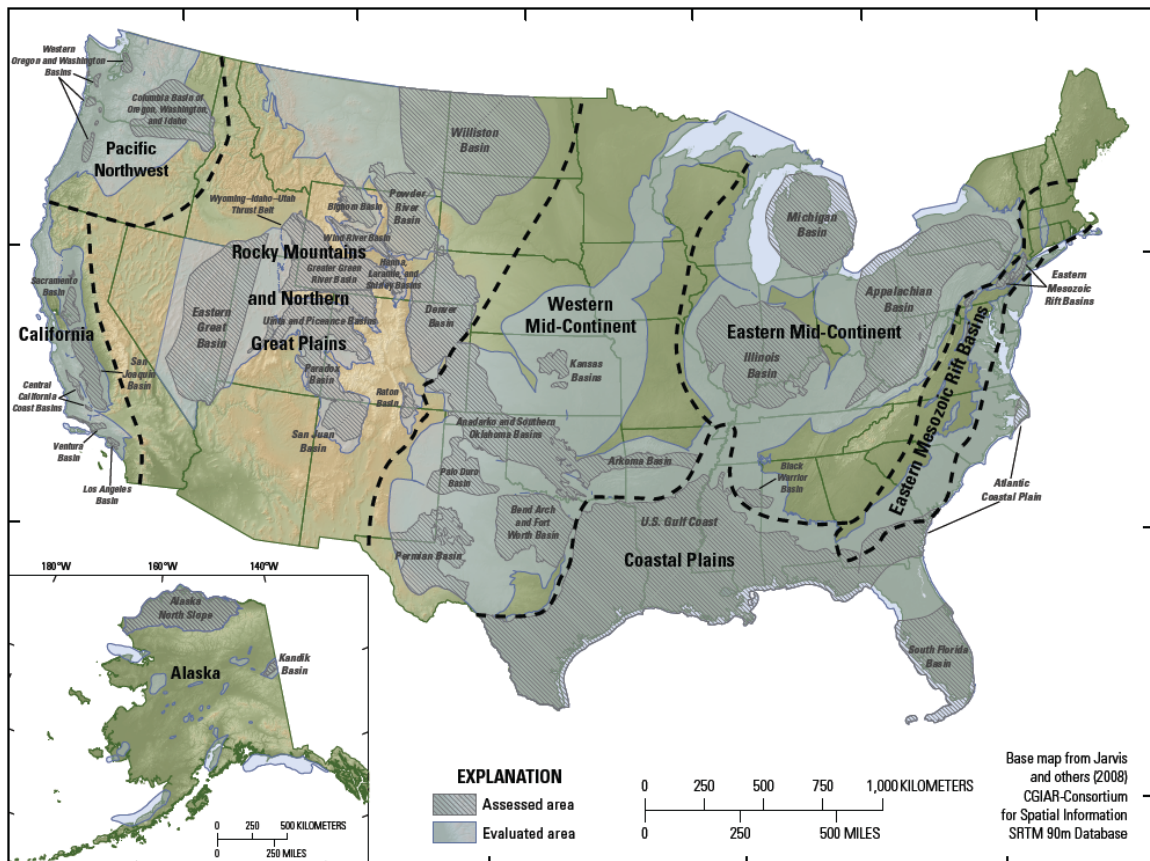 Western
Oregon and Washington
Basins
Columbia Basin of
Oregon, Washington,
and Idaho
Pacific
Northwest
Williston
Basin
Wyoming–Idaho–Utah
Thrust Belt
Bighorn Basin
Powder
River
Basin
Wind River Basin
Rocky Mountains
and Northern
Great Plains
Greater Green
River Basin
Hanna,
Laramie, and
Shirley Basins
Eastern
Great
Basin
Uinta and Piceance Basins
Denver
Basin
Paradox
Basin
San Juan
Basin
Raton
Basin
Sacramento
Basin
California
San
Joaquin
Basin
Central
California
Coast Basins
Ventura
Basin
Los Angeles
Basin
Western
Mid-Continent
Kansas
Basins
Anadarko and Southern
Oklahoma Basins
Palo Duro
Basin
Arkoma Basin
Bend Arch
and Fort
Worth Basin
Permian Basin
Michigan
Basin
Eastern Mid-Continent
Illinois
Basin
Appalachian
Basin
Eastern
Mesozoic
Rift Basins
Eastern Mesozoic Rift Basins
Black
Warrior
Basin
Atlantic
Coastal Plain
U.S. Gulf Coast
Coastal Plains
South Florida
Basin
180°W
160°W
140°W
Alaska
North Slope
Kandik
Basin
Alaska
0 250 500 KILOMETERS
0 250 MILES
EXPLANATION
Assessed area
Evaluated area
0 250 500 750 1,000 KILOMETERS
0 250 500 MILES
Base map from Jarvis
and others (2008)
CGIAR-Consortium
for Spatial Information
SRTM 90m Database